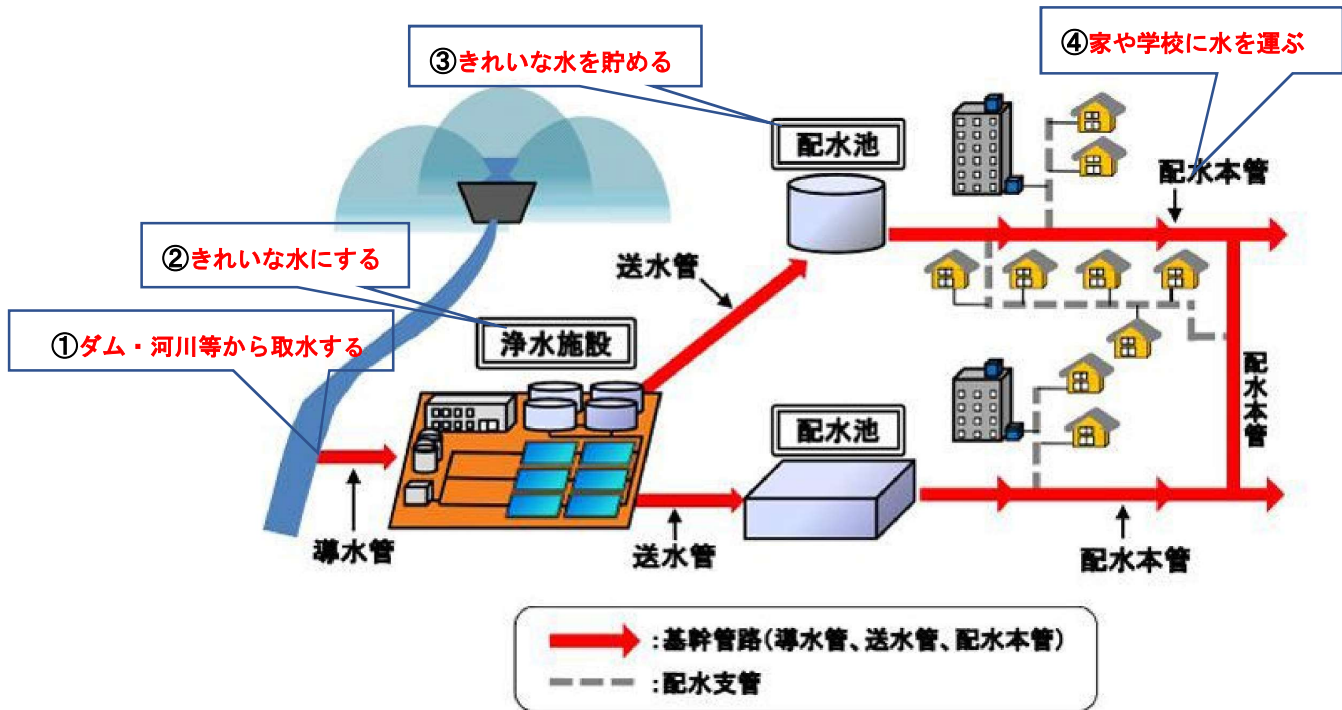 ④家や学校に水を運ぶ
③きれいな水を貯める
配水池
配水本管
②きれいな水にする
送水管
①ダム・河川等から取水する
浄水施設
配水本管
配水池
導水管
送水管
配水本管
:基幹管路(導水管、送水管、配水本管)
:配水支管